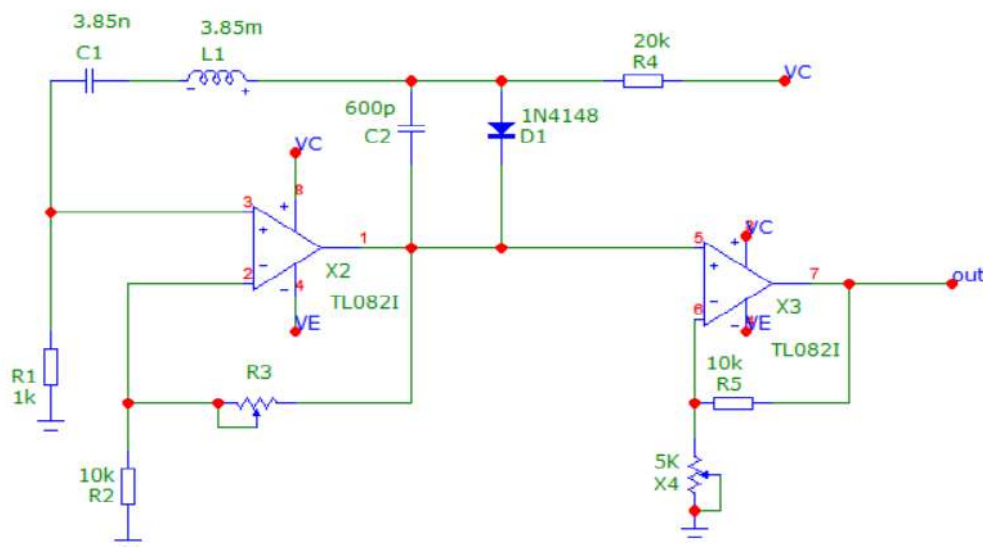 3.85n
C1
3.85m
L1
20k
R4
VC
600p
C2
1N4148
D1
VC
8
3
1
2
X2
4
TL082I
VE
5
VC
7
out
6
X3
VE
TL082I
R1
1k
R3
10k
R5
10k
R2
5K
X4